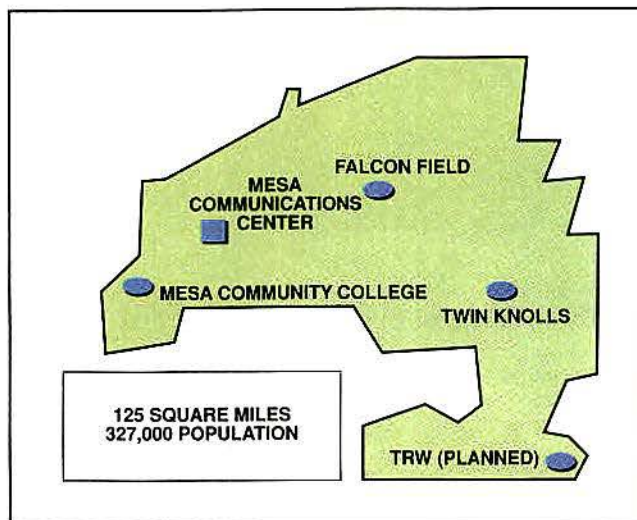 FALCON FIELD
MESA
COMMUNICATIONS
CENTER
MESA COMMUNITY COLLEGE
TWIN KNOLLS
125 SQUARE MILES
327,000 POPULATION
TRW (PLANNED)